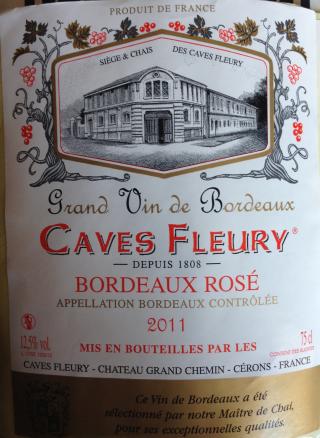 PRODUIT DE FRANCE
SIÈGE & CHAIS DES CAVES FLEURY
Grand Vin de Bordeaux
CAVES FLEURY®
— DEPUIS 1808 —
BORDEAUX ROSÉ
APPELLATION BORDEAUX CONTRÔLÉE
2011
12,5% vol. 75 cl
MIS EN BOUTEILLES PAR LES
CAVES FLEURY - CHATEAU GRAND CHEMIN - CÉRONS - FRANCE
Ce Vin de Bordeaux a été
sélectionné par notre Maître de Chai,
pour ses exceptionnelles qualités.